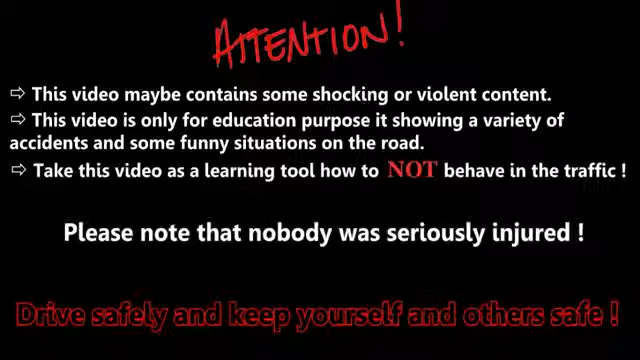 ATTENTION!
⇨ This video maybe contains some shocking or violent content.
⇨ This video is only for education purpose it showing a variety of
accidents and some funny situations on the road.
⇨ Take this video as a learning tool how to NOT behave in the traffic !
Please note that nobody was seriously injured !
Drive safely and keep yourself and others safe !